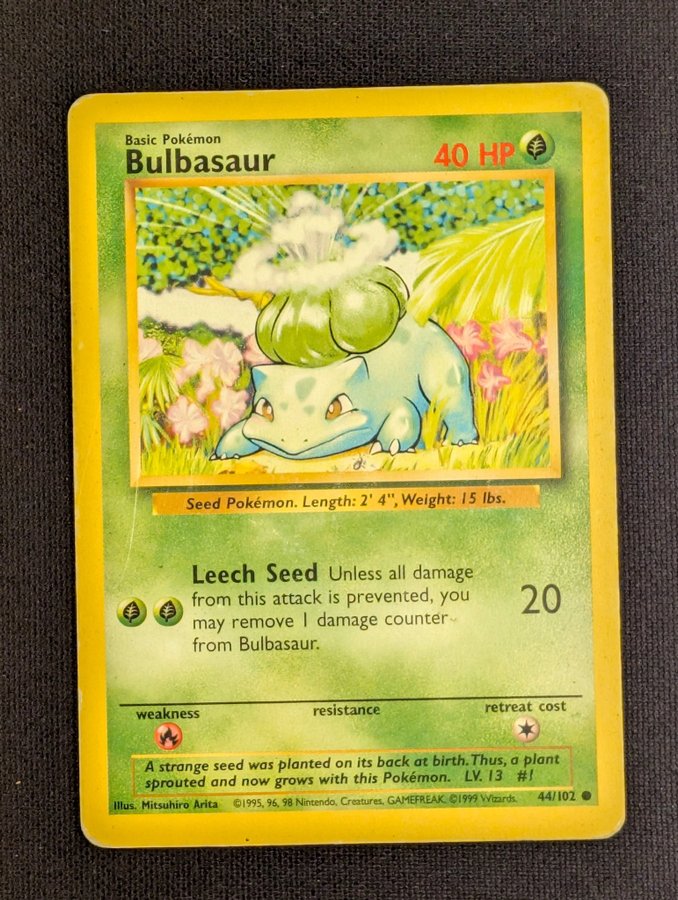 Basic Pokémon
Bulbasaur
40 HP
Seed Pokémon. Length: 2' 4", Weight: 15 lbs.
Leech Seed Unless all damage
from this attack is prevented, you
may remove 1 damage counter
from Bulbasaur.
20
weakness
resistance
retreat cost
A strange seed was planted on its back at birth. Thus, a plant
sprouted and now grows with this Pokémon. LV. 13 #1
Illus. Mitsuhiro Arita ©1995, 96, 98 Nintendo, Creatures, GAMEFREAK. ©1999 Wizards. 44/102